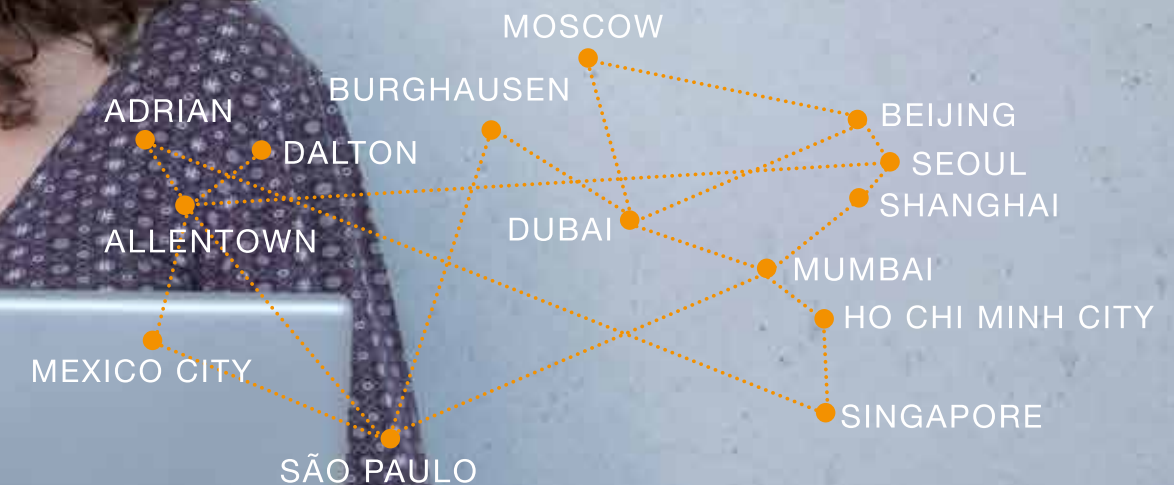 MOSCOW
BURGHAUSEN
ADRIAN
BEIJING
DALTON
SEOUL
SHANGHAI
DUBAI
ALLENTOWN
MUMBAI
HO CHI MINH CITY
MEXICO CITY
SINGAPORE
SÃO PAULO